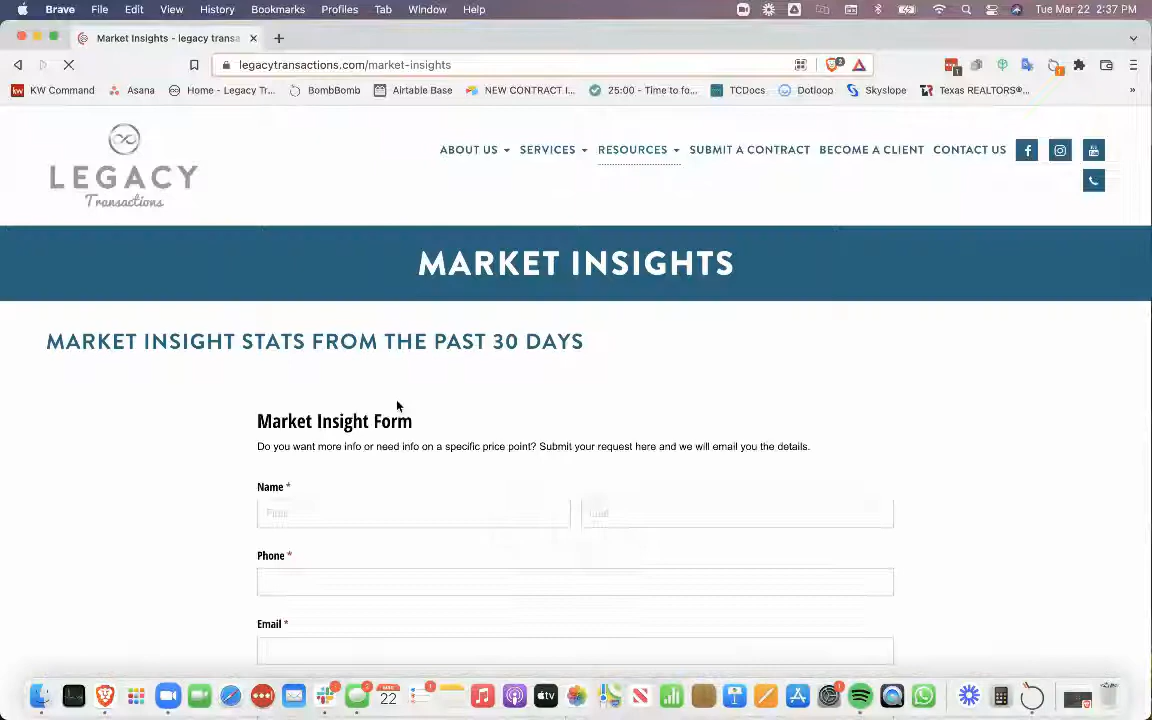 Brave File Edit View History Bookmarks Profiles Tab Window Help Tue Mar 22 2:37 PM
Market Insights - legacy transa
legacytransactions.com/market-insights
KW Command Asana Home - Legacy Tr... BombBomb Airtable Base NEW CONTRACT I... 25:00 - Time to fo... TCDocs Dotloop Skyslope Texas REALTORS®... »
LEGACY
Transactions
ABOUT US SERVICES RESOURCES SUBMIT A CONTRACT BECOME A CLIENT CONTACT US
MARKET INSIGHTS
MARKET INSIGHT STATS FROM THE PAST 30 DAYS
Market Insight Form
Do you want more info or need info on a specific price point? Submit your request here and we will email you the details.
Name *
First
Phone *
Email *
MAR
22
tv